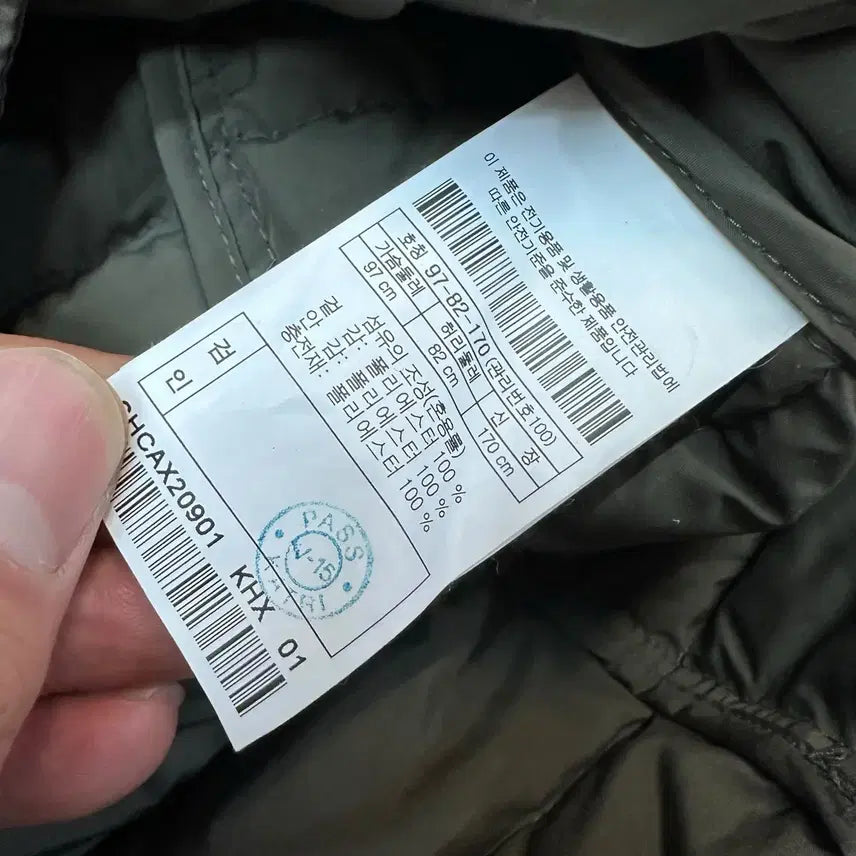 이 제품은 전기용품 및 생활용품 안전관리법에
따른 안전기준을 준수한 제품입니다
호칭 97-82-170 (관리번호100)
가슴둘레 허리둘레 신 장
97 cm 82 cm 170 cm
섬유의 조성(혼용률)
겉 감: 폴리에스터 100 %
안 감: 폴리에스터 100 %
충전재: 폴리에스터 100 %
검
인
PASS
HCAX20901 KHX 01